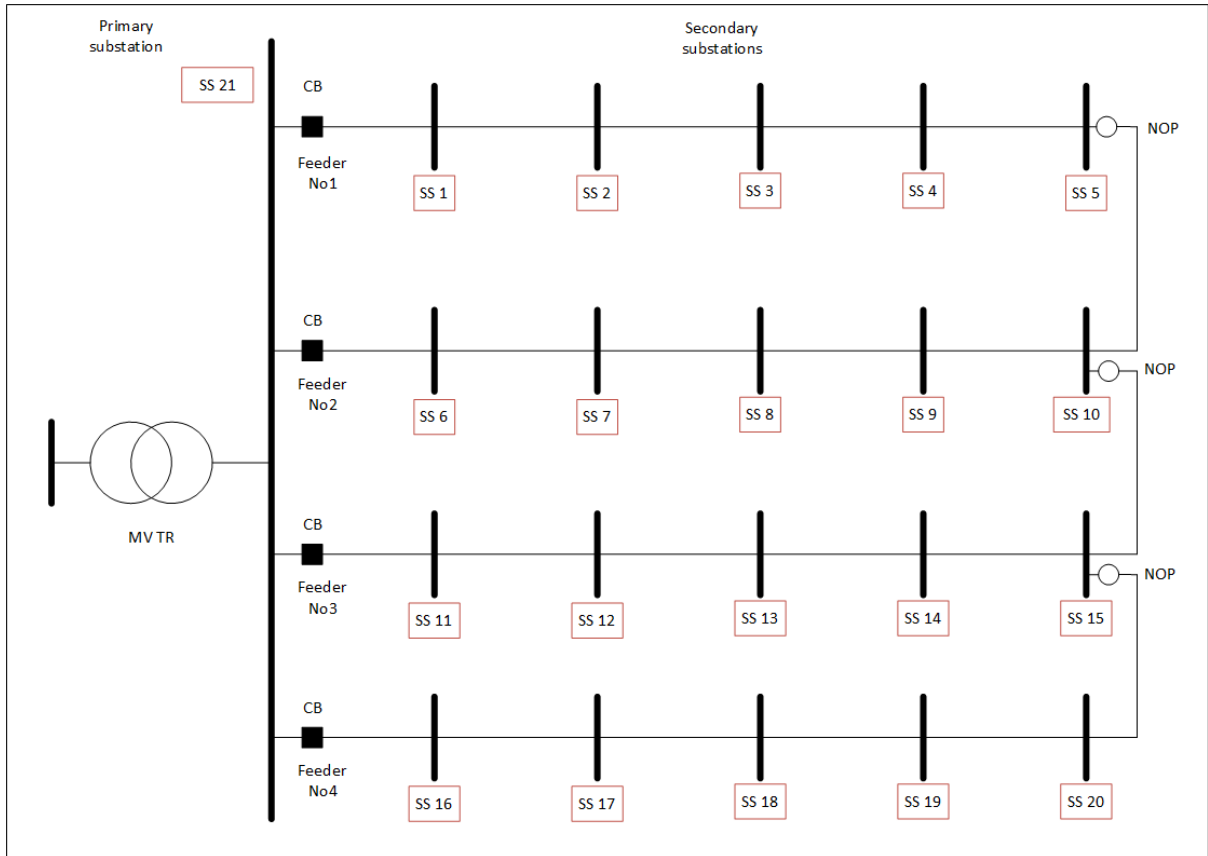 Primary
substation
Secondary
substations
SS 21
CB
NOP
Feeder
No1
SS 1
SS 2
SS 3
SS 4
SS 5
CB
NOP
Feeder
No2
SS 6
SS 7
SS 8
SS 9
SS 10
MV TR
CB
NOP
Feeder
No3
SS 11
SS 12
SS 13
SS 14
SS 15
CB
Feeder
No4
SS 16
SS 17
SS 18
SS 19
SS 20